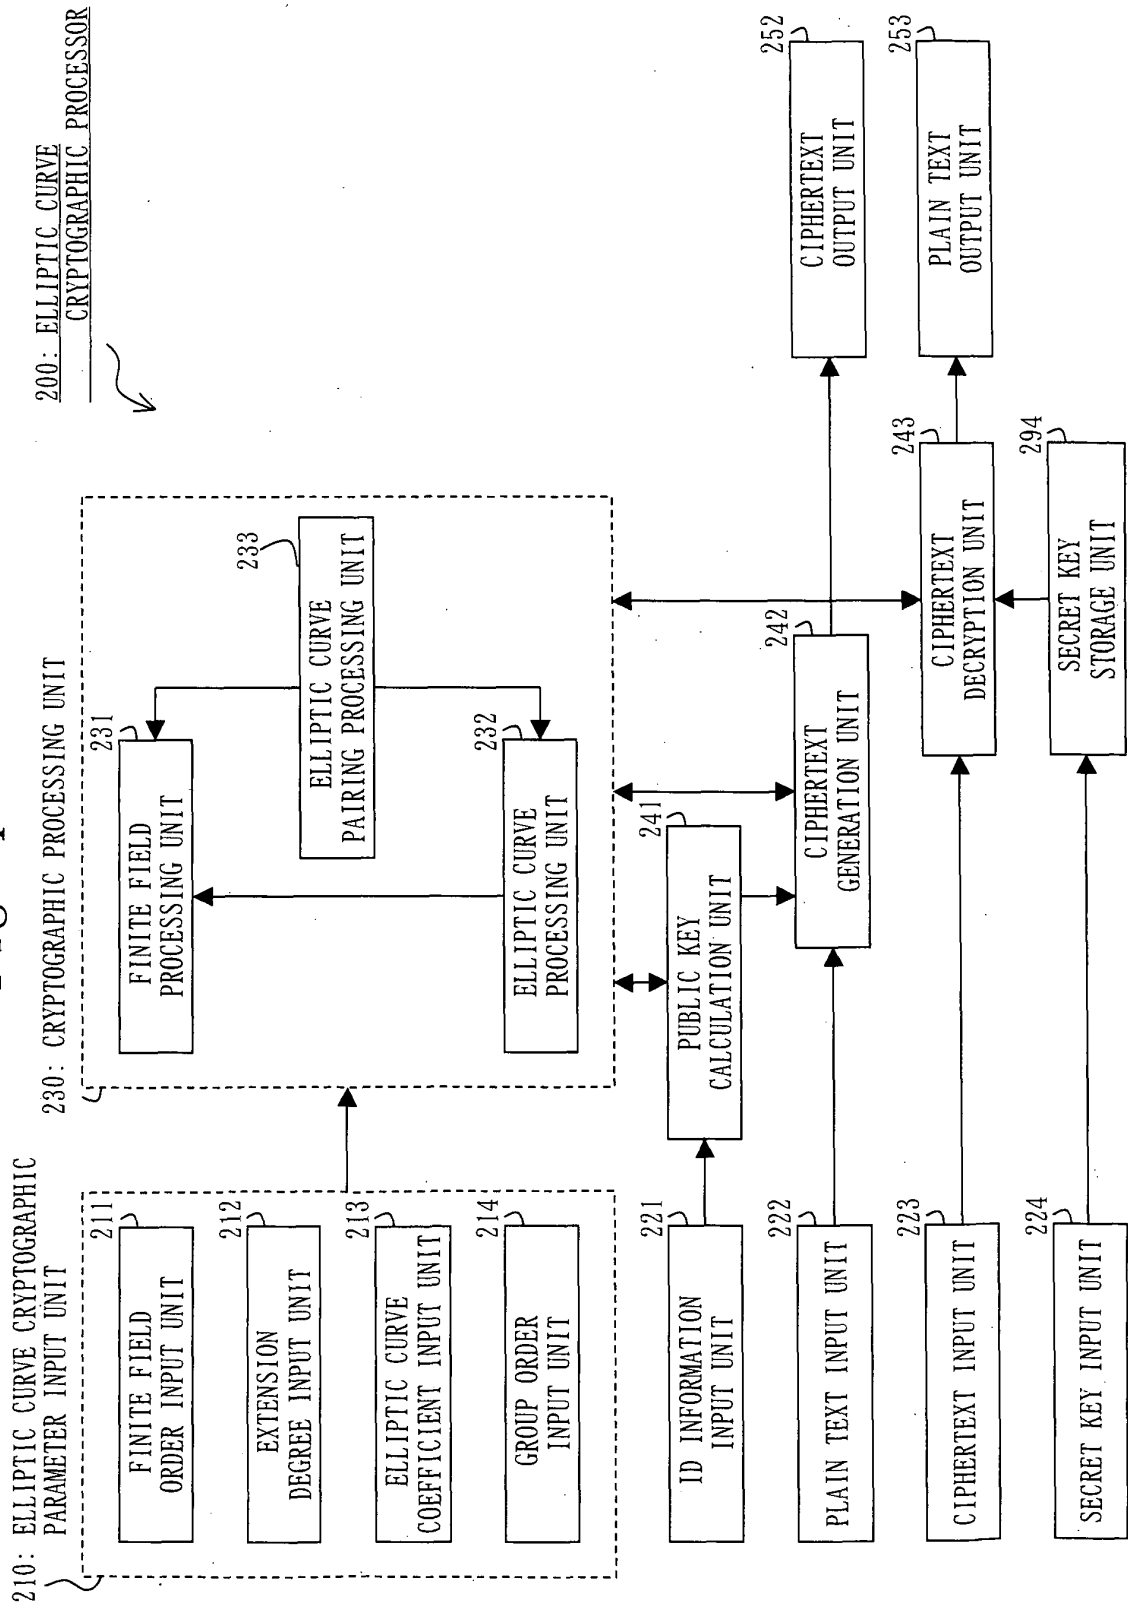 200: ELLIPTIC CURVE
CRYPTOGRAPHIC PROCESSOR
210: ELLIPTIC CURVE CRYPTOGRAPHIC
PARAMETER INPUT UNIT
211
FINITE FIELD
ORDER INPUT UNIT
212
EXTENSION
DEGREE INPUT UNIT
213
ELLIPTIC CURVE
COEFFICIENT INPUT UNIT
214
GROUP ORDER
INPUT UNIT
230: CRYPTOGRAPHIC PROCESSING UNIT
231
FINITE FIELD
PROCESSING UNIT
233
ELLIPTIC CURVE
PAIRING PROCESSING UNIT
232
ELLIPTIC CURVE
PROCESSING UNIT
221
ID INFORMATION
INPUT UNIT
241
PUBLIC KEY
CALCULATION UNIT
222
PLAIN TEXT INPUT UNIT
242
CIPHERTEXT
GENERATION UNIT
252
CIPHERTEXT
OUTPUT UNIT
223
CIPHERTEXT INPUT UNIT
243
CIPHERTEXT
DECRYPTION UNIT
253
PLAIN TEXT
OUTPUT UNIT
224
SECRET KEY INPUT UNIT
294
SECRET KEY
STORAGE UNIT